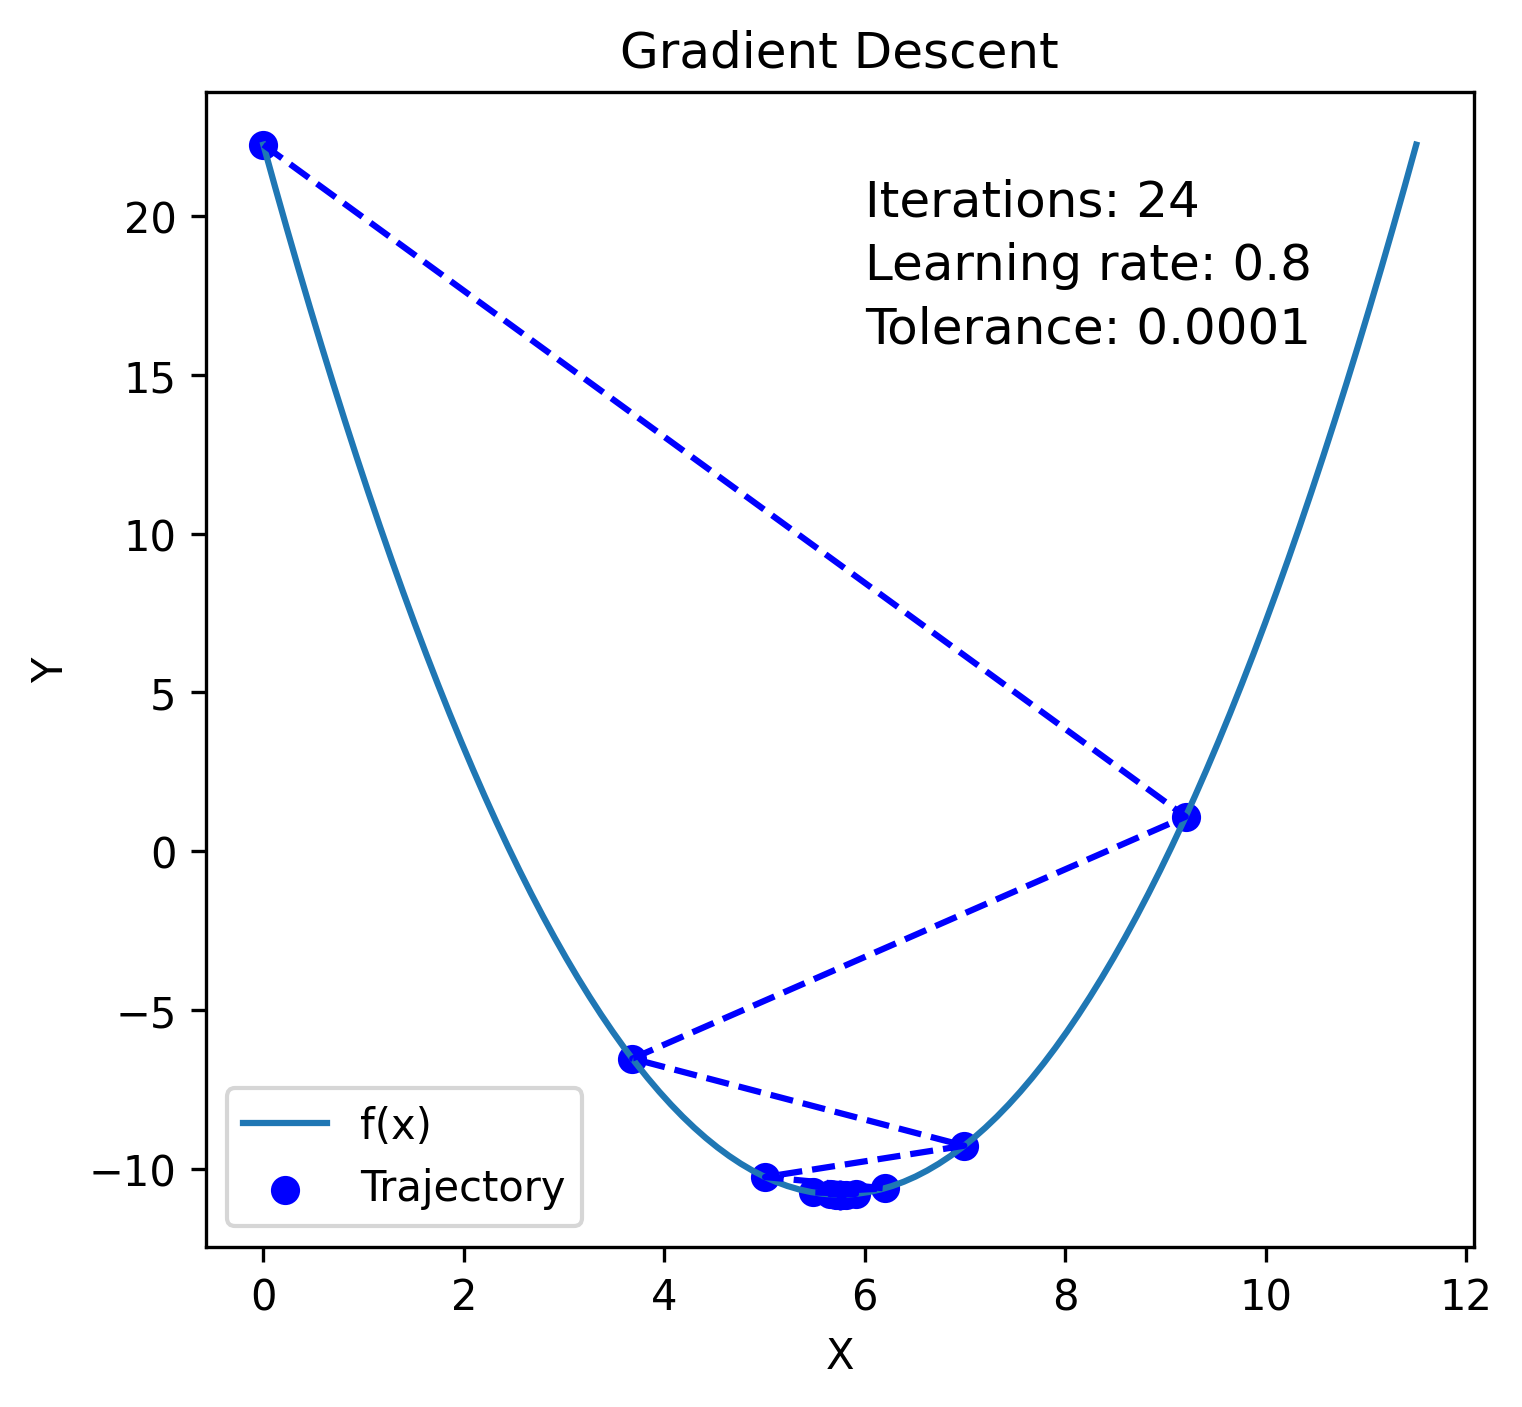 Gradient Descent
Iterations: 24
Learning rate: 0.8
Tolerance: 0.0001
20
15
10
5
0
−5
−10
Y
f(x)
Trajectory
0 2 4 6 8 10 12
X